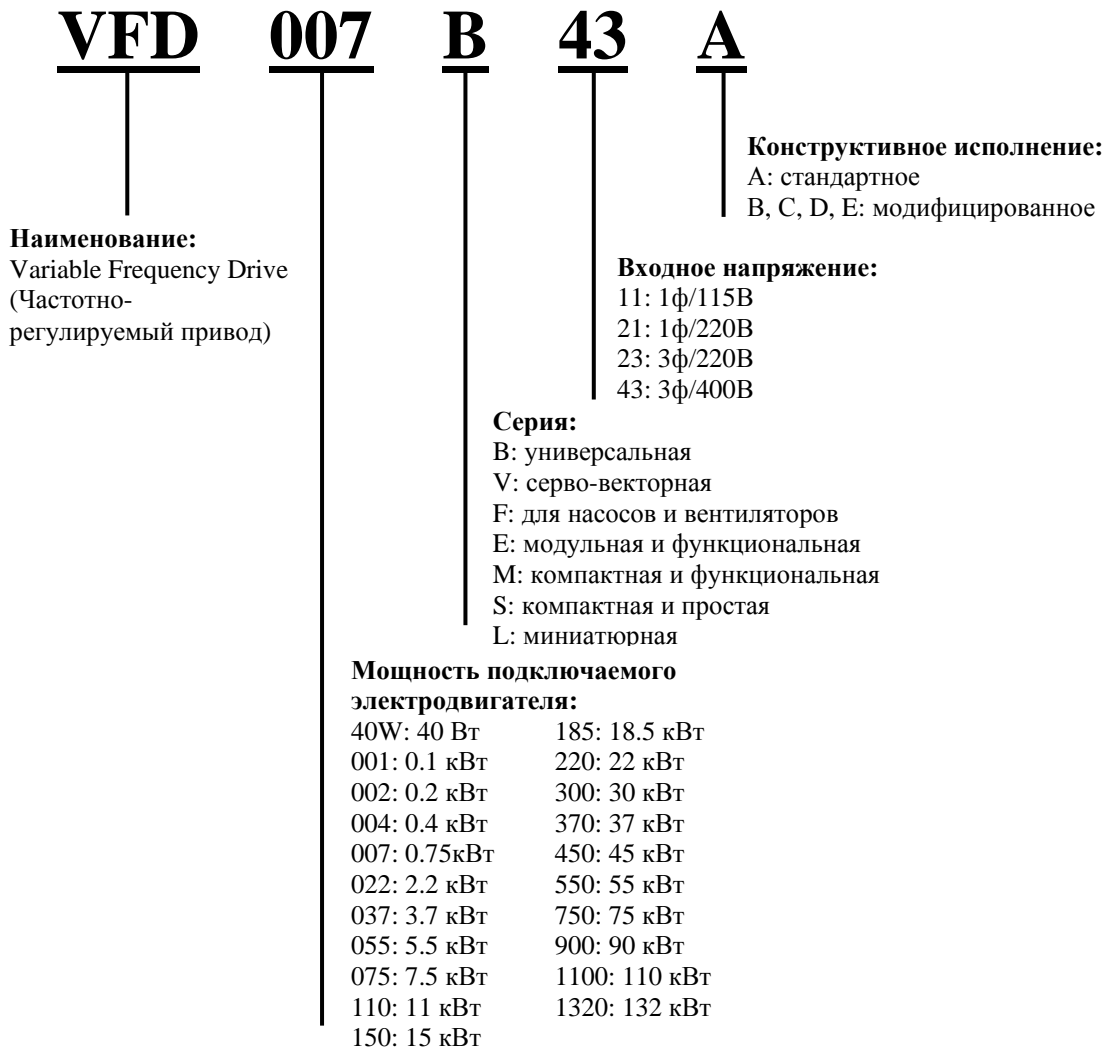 VFD 007 B 43 A
Конструктивное исполнение:
A: стандартное
B, C, D, E: модифицированное
Наименование:
Variable Frequency Drive
(Частотно-
регулируемый привод)
Входное напряжение:
11: 1ф/115В
21: 1ф/220В
23: 3ф/220В
43: 3ф/400В
Серия:
B: универсальная
V: серво-векторная
F: для насосов и вентиляторов
E: модульная и функциональная
M: компактная и функциональная
S: компактная и простая
L: миниатюрная
Мощность подключаемого
электродвигателя:
40W: 40 Вт 185: 18.5 кВт
001: 0.1 кВт 220: 22 кВт
002: 0.2 кВт 300: 30 кВт
004: 0.4 кВт 370: 37 кВт
007: 0.75кВт 450: 45 кВт
022: 2.2 кВт 550: 55 кВт
037: 3.7 кВт 750: 75 кВт
055: 5.5 кВт 900: 90 кВт
075: 7.5 кВт 1100: 110 кВт
110: 11 кВт 1320: 132 кВт
150: 15 кВт